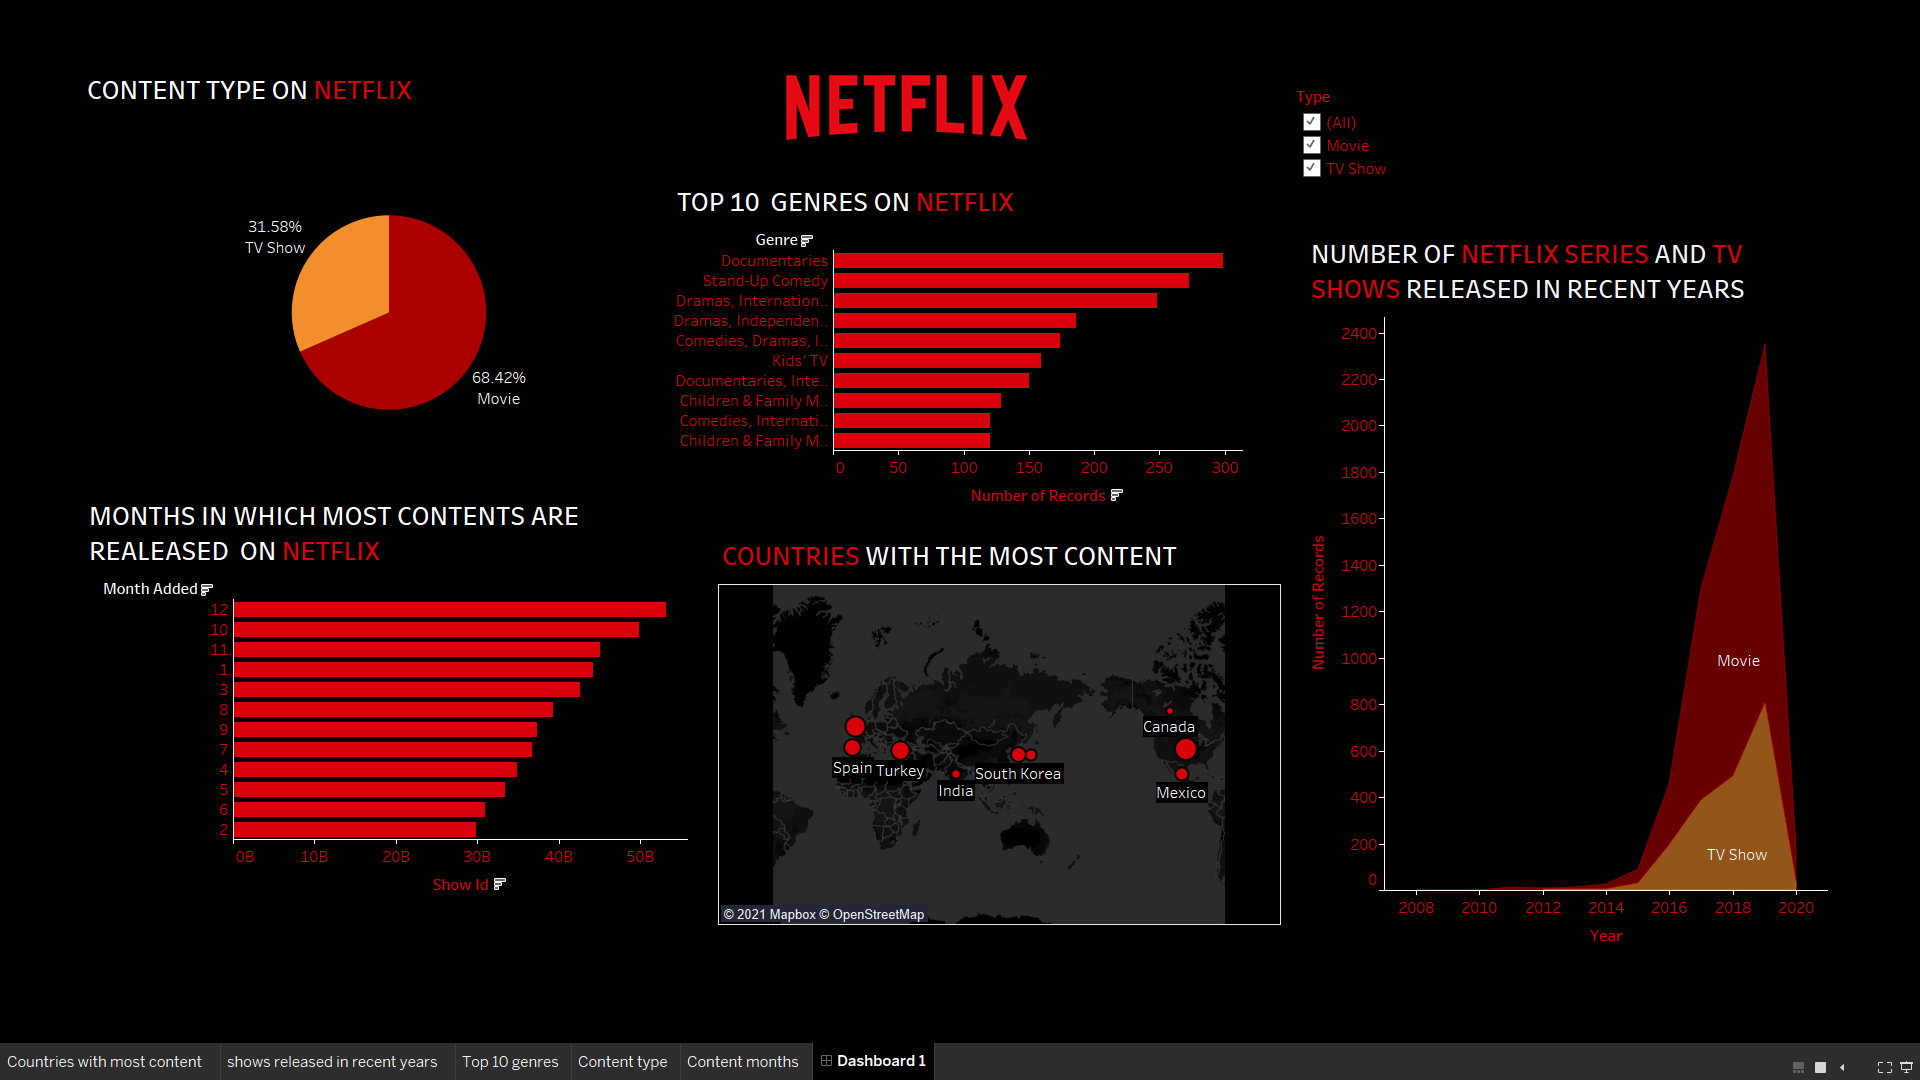 CONTENT TYPE ON NETFLIX
31.58%
TV Show
68.42%
Movie
NETFLIX
Type
(All)
Movie
TV Show
TOP 10  GENRES ON NETFLIX
Genre
Documentaries
Stand-Up Comedy
Dramas, Internation..
Dramas, Independen..
Comedies, Dramas, I..
Kids' TV
Documentaries, Inte..
Children & Family M..
Comedies, Internati..
Children & Family M..
0 50 100 150 200 250 300
Number of Records
NUMBER OF NETFLIX SERIES AND TV
SHOWS RELEASED IN RECENT YEARS
2400
2200
2000
1800
1600
1400
1200
1000
800
600
400
200
0
Number of Records
Movie
TV Show
2008 2010 2012 2014 2016 2018 2020
Year
MONTHS IN WHICH MOST CONTENTS ARE
REALEASED  ON NETFLIX
Month Added
12
10
11
1
3
8
9
7
4
5
6
2
0B 10B 20B 30B 40B 50B
Show Id
COUNTRIES WITH THE MOST CONTENT
Canada
Spain Turkey South Korea
India
Mexico
© 2021 Mapbox © OpenStreetMap
Countries with most content shows released in recent years Top 10 genres Content type Content months Dashboard 1